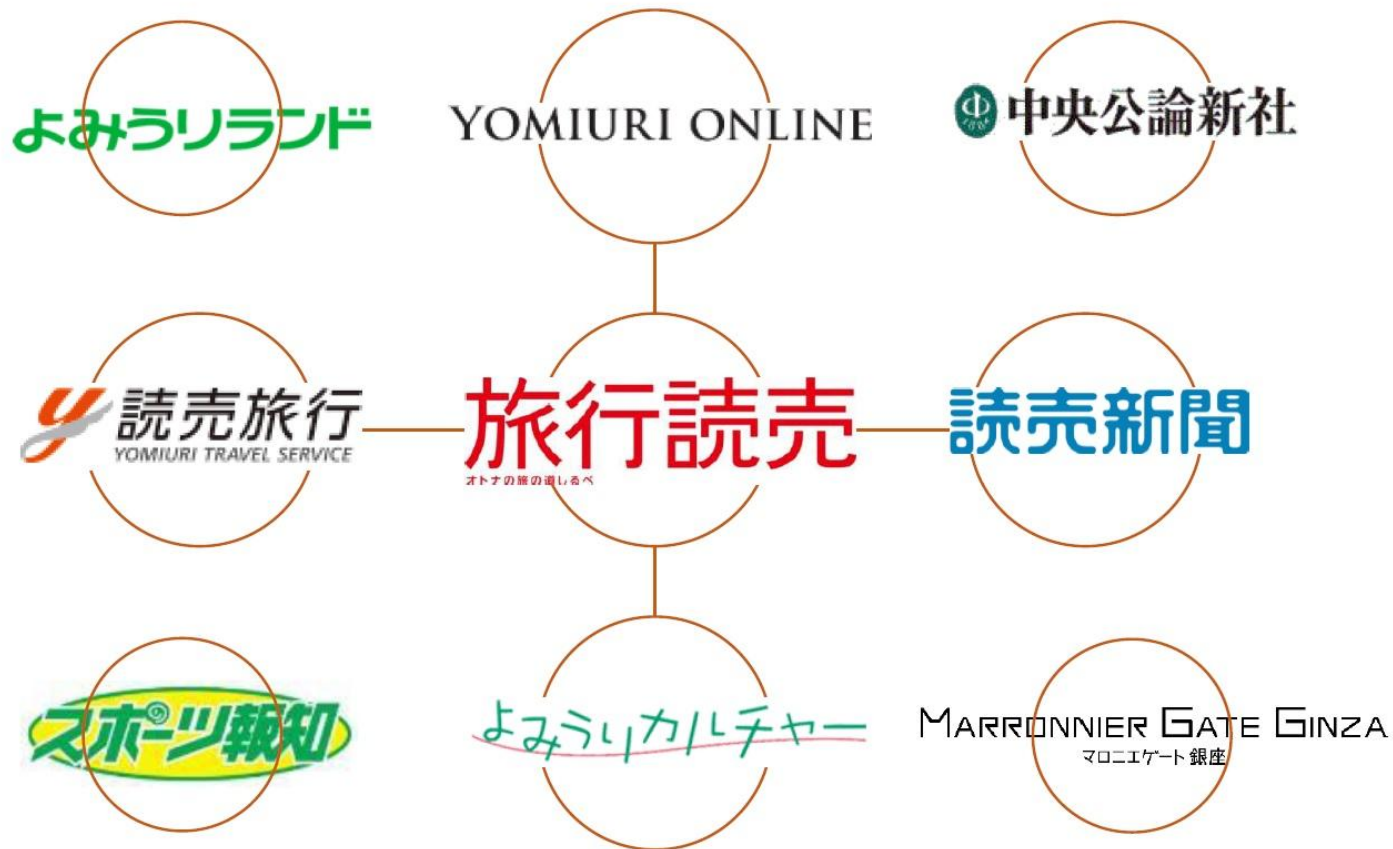 よみうりランド
YOMIURI ONLINE
中 1886 中央公論新社
y 読売旅行
YOMIURI TRAVEL SERVICE
旅行読売
オトナの旅の道しるべ
読売新聞
スポーツ報知
よみうりカルチャー
MARRONNIER GATE GINZA
マロニエゲート 銀座